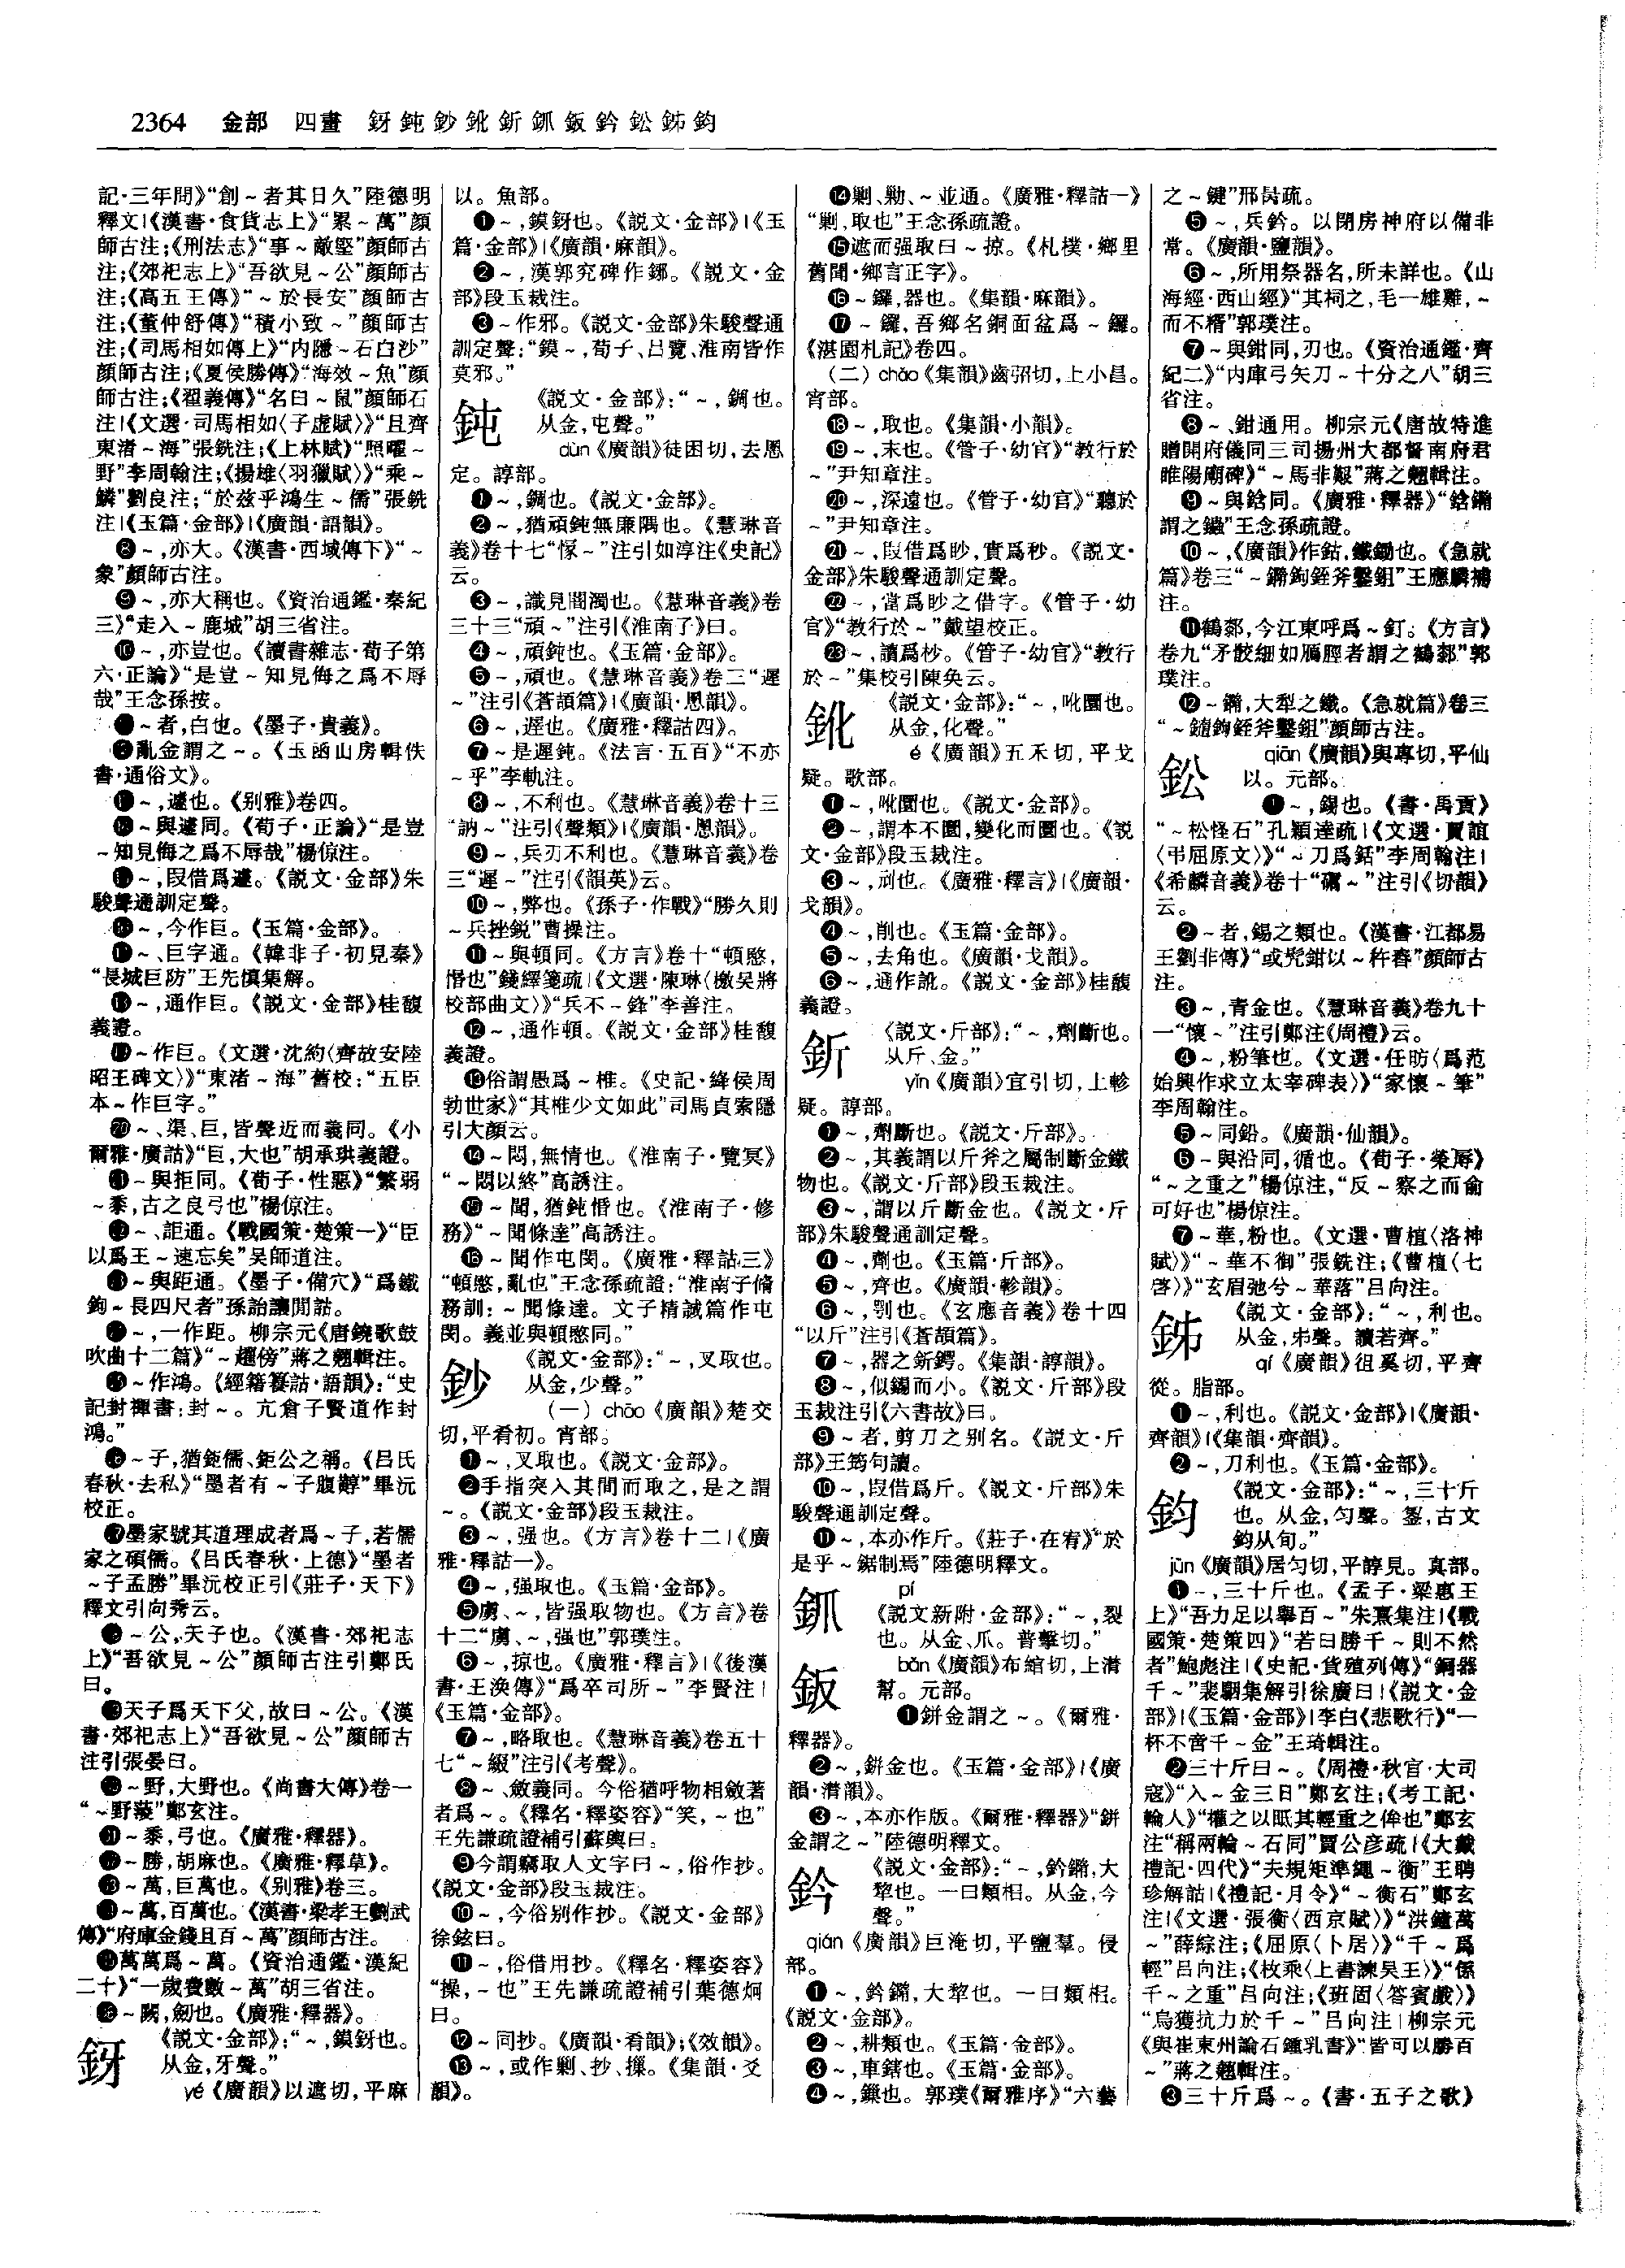 2364 金部 四畫 釾鈍鈔鈋釿釽鈑鈐鈆𨥙鈞
記·三年問》“創～者其日久”陸德明
釋文|《漢書·食貨志上》“累～萬”顔
師古注;《刑法志》“事～敵堅”顔師古
注;《郊祀志上》“吾欲見～公”顔師古
注;《高五王傳》“～於長安”顔師古
注;《董仲舒傳》“積小致～”顔師古
注;《司馬相如傳上》“内隱～石白沙”
顔師古注;《夏侯勝傳》“海效～魚”顔
師古注;《翟義傳》“名曰～鼠”顔師石
注|《文選·司馬相如〈子虚賦〉》“且齊
東渚～海”張銑注;《上林賦》“照曜～
野”李周翰注;《揚雄〈羽獵賦〉》“乘～
鱗”劉良注;“於兹乎鴻生～儒”張銑
注|《玉篇·金部》|《廣韻·語韻》。
❽～,亦大。《漢書·西域傳下》“～
象”顔師古注。
❾～,亦大稱也。《資治通鑑·秦紀
三》“走入～鹿城”胡三省注。
❿～,亦豈也。《讀書雜志·荀子第
六·正論》“是豈～知見侮之爲不辱
哉”王念孫按。
⓫～者,白也。《墨子·貴義》。
⓬亂金謂之～。《玉函山房輯佚
書·通俗文》。
⓭～,遽也。《别雅》卷四。
⓮～與遽同。《荀子·正論》“是豈
～知見侮之爲不辱哉”楊倞注。
⓯～,叚借爲遽。《説文·金部》朱
駿聲通訓定聲。
⓰～,今作巨。《玉篇·金部》。
⓱～、巨字通。《韓非子·初見秦》
“長城巨防”王先慎集解。
⓲～,通作巨。《説文·金部》桂馥
義證。
⓳～作巨。《文選·沈約〈齊故安陸
昭王碑文〉》“東渚～海”舊校:“五臣
本～作巨字。”
⓴～、渠、巨,皆聲近而義同。《小
爾雅·廣詁》“巨,大也”胡承珙義證。
㉑～與拒同。《荀子·性惡》“繁弱
～黍,古之良弓也”楊倞注。
㉒～、詎通。《戰國策·楚策一》“臣
以爲王～速忘矣”吴師道注。
㉓～與距通。《墨子·備穴》“爲鐵
鉤～長四尺者”孫詒讓閒詁。
㉔～,一作距。柳宗元《唐鐃歌鼓
吹曲十二篇》“～趯傍”蔣之翹輯注。
㉕～作鴻。《經籍籑詁·語韻》:“史
記封禪書:封～。亢倉子賢道作封
鴻。”
㉖～子,猶鉅儒、鉅公之稱。《吕氏
春秋·去私》“墨者有～子腹䵍”畢沅
校正。
㉗墨家號其道理成者爲～子,若儒
家之碩儒。《吕氏春秋·上德》“墨者
～子孟勝”畢沅校正引《莊子·天下》
釋文引向秀云。
㉘～公,天子也。《漢書·郊祀志
上》“吾欲見～公”顔師古注引鄭氏
曰。
㉙天子爲天下父,故曰～公。《漢
書·郊祀志上》“吾欲見～公”顔師古
注引張晏曰。
㉚～野,大野也。《尚書大傳》卷一
“～野蔆”鄭玄注。
㉛～黍,弓也。《廣雅·釋器》。
㉜～勝,胡麻也。《廣雅·釋草》。
㉝～萬,巨萬也。《别雅》卷三。
㉞～萬,百萬也。《漢書·梁孝王劉武
傳》“府庫金錢且百～萬”顔師古注。
㉟萬萬爲～萬。《資治通鑑·漢紀
二十》“一歲費數～萬”胡三省注。
㊱～闕,劒也。《廣雅·釋器》。
釾 《説文·金部》:“～,鏌釾也。
从金,牙聲。”
yé《廣韻》以遮切,平麻
以。魚部。
❶～,鏌釾也。《説文·金部》|《玉
篇·金部》|《廣韻·麻韻》。
❷～,漢郭究碑作鎁。《説文·金
部》段玉裁注。
❸～作邪。《説文·金部》朱駿聲通
訓定聲:“鏌～,荀子、吕覽、淮南皆作
莫邪。”
鈍 《説文·金部》:“～,錭也。
从金,屯聲。”
dùn《廣韻》徒困切,去慁
定。諄部。
❶～,錭也。《説文·金部》。
❷～,猶頑鈍無廉隅也。《慧琳音
義》卷十七“㥄～”注引如淳注《史記》
云。
❸～,識見闇濁也。《慧琳音義》卷
三十三“頑～”注引《淮南了》曰。
❹～,頑鈍也。《玉篇·金部》。
❺～,頑也。《慧琳音義》卷三“遲
～”注引《蒼頡篇》|《廣韻·慁韻》。
❻～,遲也。《廣雅·釋詁四》。
❼～是遲鈍。《法言·五百》“不亦
～乎”李軌注。
❽～,不利也。《慧琳音義》卷十三
“訥～”注引《聲類》|《廣韻·慁韻》。
❾～,兵刃不利也。《慧琳音義》卷
三“遲～”注引《韻英》云。
❿～,弊也。《孫子·作戰》“勝久則
～兵挫鋭”曹操注。
⓫～與頓同。《方言》卷十“頓愍,
惛也”錢繹箋疏|《文選·陳琳〈檄吴將
校部曲文〉》“兵不～鋒”李善注。
⓬～,通作頓。《説文·金部》桂馥
義證。
⓭俗謂愚爲～椎。《史記·絳侯周
勃世家》“其椎少文如此”司馬貞索隱
引大顔云。
⓮～悶,無情也。《淮南子·覽冥》
“～悶以終”高誘注。
⓯～聞,猶鈍惛也。《淮南子·修
務》“～聞條達”高誘注。
⓰～聞作屯閔。《廣雅·釋詁三》
“頓愍,亂也”王念孫疏證:“淮南子脩
務訓:～聞條達。文子精誠篇作屯
閔。義並與頓愍同。”
鈔 《説文·金部》:“～,叉取也。
从金,少聲。”
(一) chāo《廣韻》楚交
切,平肴初。宵部。
❶～,叉取也。《説文·金部》。
❷手指突入其間而取之,是之謂
～。《説文·金部》段玉裁注。
❸～,强也。《方言》卷十二|《廣
雅·釋詁一》。
❹～,强取也。《玉篇·金部》。
❺虜、～,皆强取物也。《方言》卷
十二“虜、～,强也”郭璞注。
❻～,掠也。《廣雅·釋言》|《後漢
書·王涣傳》“爲卒司所～”李賢注|
《玉篇·金部》。
❼～,略取也。《慧琳音義》卷五十
七“～綴”注引《考聲》。
❽～、斂義同。今俗猶呼物相斂著
者爲～。《釋名·釋姿容》“笑,～也”
王先謙疏證補引蘇輿曰。
❾今謂竊取人文字曰～,俗作抄。
《説文·金部》段玉裁注。
❿～,今俗别作抄。《説文·金部》
徐鉉曰。
⓫～,俗借用抄。《釋名·釋姿容》
“操,～也”王先謙疏證補引葉德炯
曰。
⓬～同抄。《廣韻·肴韻》;《效韻》。
⓭～,或作剿、抄、摷。《集韻·爻
韻》。
⓮剿、勦、～並通。《廣雅·釋詁一》
“剿,取也”王念孫疏證。
⓯遮而强取曰～掠。《札樸·鄉里
舊聞·鄉言正字》。
⓰～鑼,器也。《集韻·麻韻》。
⓱～鑼,吾鄉名銅面盆爲～鑼。
《湛園札記》卷四。
(二) chǎo《集韻》齒弨切,上小昌。
宵部。
⓲～,取也。《集韻·小韻》。
⓳～,末也。《管子·幼官》“教行於
～”尹知章注。
⓴～,深遠也。《管子·幼官》“聽於
～”尹知章注。
㉑～,叚借爲眇,實爲秒。《説文·
金部》朱駿聲通訓定聲。
㉒～,當爲眇之借字。《管子·幼
官》“教行於～”戴望校正。
㉓～,讀爲杪。《管子·幼官》“教行
於～”集校引陳奂云。
鈋 《説文·金部》:“～,吪圜也。
从金,化聲。”
é《廣韻》五禾切,平戈
疑。歌部。
❶～,吪圜也。《説文·金部》。
❷～,謂本不圜,變化而圜也。《説
文·金部》段玉裁注。
❸～,刓也。《廣雅·釋言》|《廣韻·
戈韻》。
❹～,削也。《玉篇·金部》。
❺～,去角也。《廣韻·戈韻》。
❻～,通作訛。《説文·金部》桂馥
義證。
釿 《説文·斤部》:“～,劑斷也。
从斤、金。”
yǐn《廣韻》宜引切,上軫
疑。諄部。
❶～,劑斷也。《説文·斤部》。
❷～,其義謂以斤斧之屬制斷金鐵
物也。《説文·斤部》段玉裁注。
❸～,謂以斤斷金也。《説文·斤
部》朱駿聲通訓定聲。
❹～,劑也。《玉篇·斤部》。
❺～,齊也。《廣韻·軫韻》。
❻～,剸也。《玄應音義》卷十四
“以斤”注引《蒼頡篇》。
❼～,器之釿鍔。《集韻·諄韻》。
❽～,似鐊而小。《説文·斤部》段
玉裁注引《六書故》曰。
❾～者,剪刀之别名。《説文·斤
部》王筠句讀。
❿～,叚借爲斤。《説文·斤部》朱
駿聲通訓定聲。
⓫～,本亦作斤。《莊子·在宥》“於
是乎～鋸制焉”陸德明釋文。
釽 pí
《説文新附·金部》:“～,裂
也。从金、爪。普擊切。”
鈑 bǎn《廣韻》布綰切,上潸
幫。元部。
❶鉼金謂之～。《爾雅·
釋器》。
❷～,鉼金也。《玉篇·金部》|《廣
韻·潸韻》。
❸～,本亦作版。《爾雅·釋器》“鉼
金謂之～”陸德明釋文。
鈐 《説文·金部》:“～,鈐䥯,大
犂也。一曰類梠。从金,今
聲。”
qián《廣韻》巨淹切,平鹽羣。侵
部。
❶～,鈐䥯,大犂也。一曰類梠。
《説文·金部》。
❷～,耕類也。《玉篇·金部》。
❸～,車鎋也。《玉篇·金部》。
❹～,鏁也。郭璞《爾雅序》“六藝
之～鍵”邢昺疏。
❺～,兵鈐。以閉房神府以備非
常。《廣韻·鹽韻》。
❻～,所用祭器名,所未詳也。《山
海經·西山經》“其祠之,毛一雄雞,～
而不糈”郭璞注。
❼～與鉗同,刃也。《資治通鑑·齊
紀二》“内庫弓矢刀～十分之八”胡三
省注。
❽～、鉗通用。柳宗元《唐故特進
贈開府儀同三司揚州大都督南府君
睢陽廟碑》“～馬非艱”蔣之翹輯注。
❾～與鋡同。《廣雅·釋器》“鋡䥯
謂之鐖”王念孫疏證。
❿～,《廣韻》作鈷,鐵鋤也。《急就
篇》卷三“～䥯鉤銍斧鑿鉏”王應麟補
注。
⓫鶴厀,今江東呼爲～釘。《方言》
卷九“矛骹細如鴈脛者謂之鶴厀”郭
璞注。
⓬～䥯,大犁之鐵。《急就篇》卷三
“～䥯鉤銍斧鑿鉏”顔師古注。
鈆 qiān《廣韻》與專切,平仙
以。元部。
❶～,錫也。《書·禹貢》
“～松怪石”孔穎達疏|《文選·賈誼
〈弔屈原文〉》“～刀爲銛”李周翰注|
《希麟音義》卷十“礪～”注引《切韻》
云。
❷～者,錫之類也。《漢書·江都易
王劉非傳》“或髡鉗以～杵舂”顔師古
注。
❸～,青金也。《慧琳音義》卷九十
一“懷～”注引鄭注《周禮》云。
❹～,粉筆也。《文選·任昉〈爲范
始興作求立太宰碑表〉》“家懷～筆”
李周翰注。
❺～同鉛。《廣韻·仙韻》。
❻～與沿同,循也。《荀子·榮辱》
“～之重之”楊倞注,“反～察之而俞
可好也”楊倞注。
❼～華,粉也。《文選·曹植〈洛神
賦〉》“～華不御”張銑注;《曹植〈七
啓〉》“玄眉弛兮～華落”吕向注。
𨥙 《説文·金部》:“～,利也。
从金,𠂔聲。讀若齊。”
qí《廣韻》徂奚切,平齊
從。脂部。
❶～,利也。《説文·金部》|《廣韻·
齊韻》|《集韻·齊韻》。
❷～,刀利也。《玉篇·金部》。
鈞 《説文·金部》:“～,三十斤
也。从金,匀聲。銞,古文
鈞从旬。”
jūn《廣韻》居匀切,平諄見。真部。
❶～,三十斤也。《孟子·梁惠王
上》“吾力足以舉百～”朱熹集注|《戰
國策·楚策四》“若曰勝千～則不然
者”鮑彪注|《史記·貨殖列傳》“銅器
千～”裴駰集解引徐廣曰|《説文·金
部》|《玉篇·金部》|李白《悲歌行》“一
杯不啻千～金”王琦輯注。
❷三十斤曰～。《周禮·秋官·大司
寇》“入～金三日”鄭玄注;《考工記·
輪人》“權之以眡其輕重之侔也”鄭玄
注“稱兩輪～石同”賈公彦疏|《大戴
禮記·四代》“夫規矩準繩～衡”王聘
珍解詁|《禮記·月令》“～衡石”鄭玄
注|《文選·張衡〈西京賦〉》“洪鐘萬
～”薛綜注;《屈原〈卜居〉》“千～爲
輕”吕向注;《枚乘〈上書諫吴王〉》“係
千～之重”吕向注;《班固〈答賓戲〉》
“烏獲抗力於千～”吕向注|柳宗元
《與崔東州論石鍾乳書》“皆可以勝百
～”蔣之翹輯注。
❸三十斤爲～。《書·五子之歌》